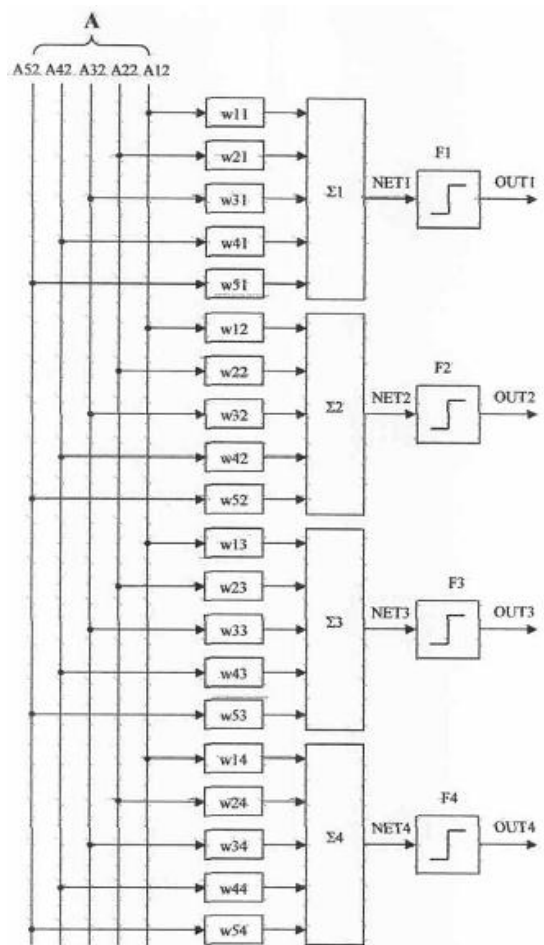 A
A52 A42 A32 A22 A12
w11
w21
w31
w41
w51
Σ1
NET1
F1
OUT1
w12
w22
w32
w42
w52
Σ2
NET2
F2
OUT2
w13
w23
w33
w43
w53
Σ3
NET3
F3
OUT3
w14
w24
w34
w44
w54
Σ4
NET4
F4
OUT4